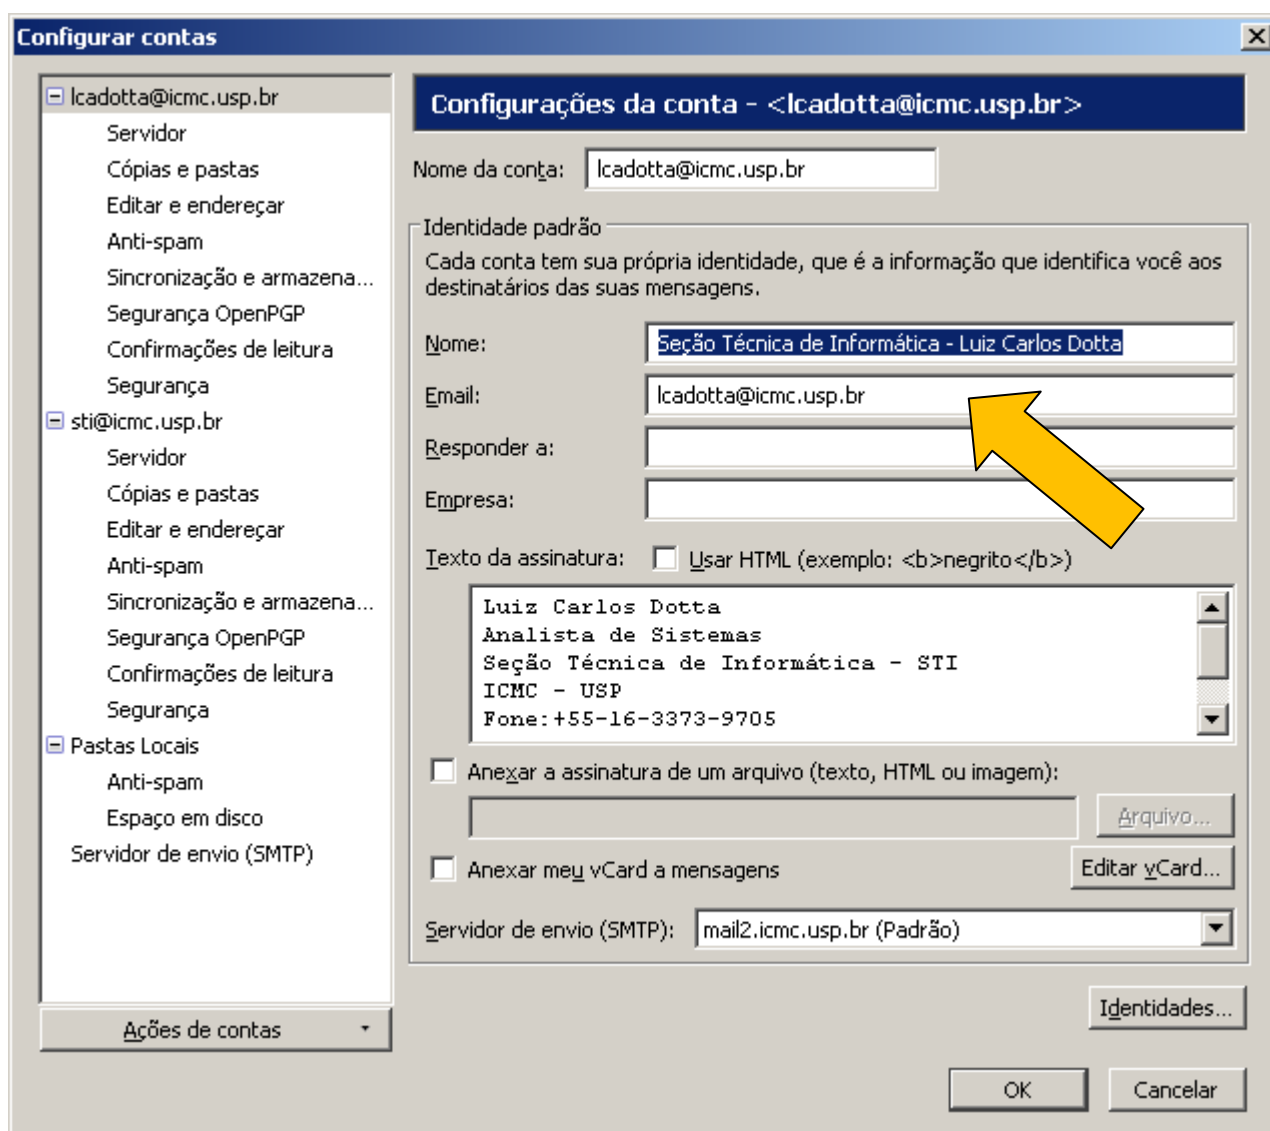 Configurar contas
lcadotta@icmc.usp.br
Servidor
Cópias e pastas
Editar e endereçar
Anti-spam
Sincronização e armazena...
Segurança OpenPGP
Confirmações de leitura
Segurança
sti@icmc.usp.br
Servidor
Cópias e pastas
Editar e endereçar
Anti-spam
Sincronização e armazena...
Segurança OpenPGP
Confirmações de leitura
Segurança
Pastas Locais
Anti-spam
Espaço em disco
Servidor de envio (SMTP)
Ações de contas
Configurações da conta - <lcadotta@icmc.usp.br>
Nome da conta: lcadotta@icmc.usp.br
Identidade padrão
Cada conta tem sua própria identidade, que é a informação que identifica você aos
destinatários das suas mensagens.
Nome: Seção Técnica de Informática - Luiz Carlos Dotta
Email: lcadotta@icmc.usp.br
Responder a:
Empresa:
Texto da assinatura: Usar HTML (exemplo: <b>negrito</b>)
Luiz Carlos Dotta
Analista de Sistemas
Seção Técnica de Informática - STI
ICMC - USP
Fone:+55-16-3373-9705
Anexar a assinatura de um arquivo (texto, HTML ou imagem):
Arquivo...
Anexar meu vCard a mensagens Editar vCard...
Servidor de envio (SMTP): mail2.icmc.usp.br (Padrão)
Identidades...
OK Cancelar